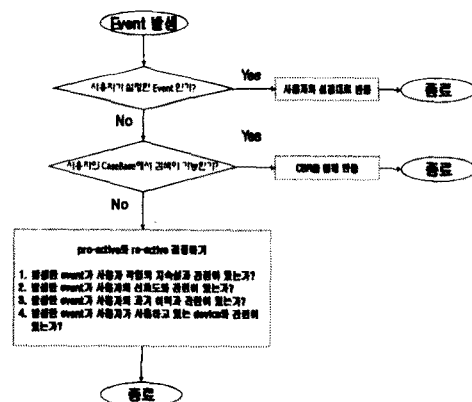 Event 발생
사용자가 설정한 Event 인가?
Yes
사용자의 설정대로 반응
종료
No
사용자의 CaseBase에서 검색이 가능한가?
Yes
CBR을 통해 반응
종료
No
pro-active와 re-active 결정하기
1. 발생한 event가 사용자 작업의 지속성과 관련이 있는가?
2. 발생한 event가 사용자의 선호도와 관련이 있는가?
3. 발생한 event가 사용자의 과거 이력과 관련이 있는가?
4. 발생한 event가 사용자가 사용하고 있는 device와 관련이
있는가?
종료